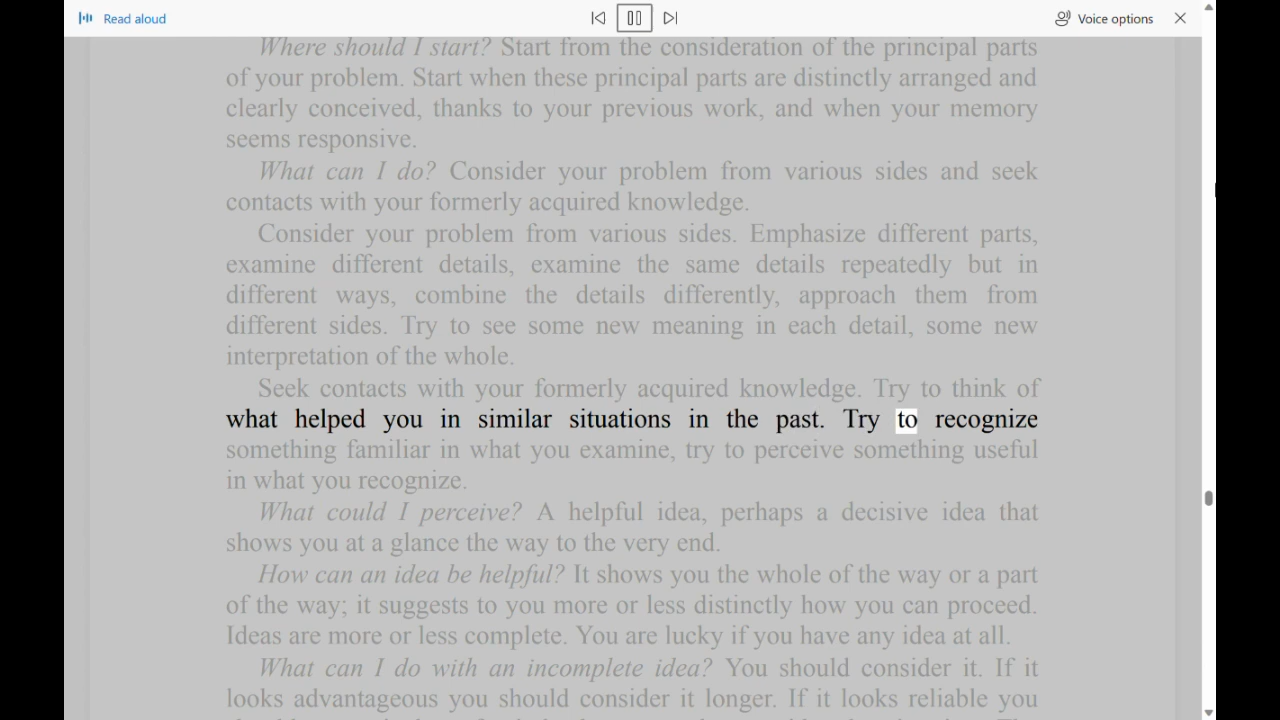 Read aloud
Voice options
Where should I start? Start from the consideration of the principal parts
of your problem. Start when these principal parts are distinctly arranged and
clearly conceived, thanks to your previous work, and when your memory
seems responsive.
What can I do? Consider your problem from various sides and seek
contacts with your formerly acquired knowledge.
Consider your problem from various sides. Emphasize different parts,
examine different details, examine the same details repeatedly but in
different ways, combine the details differently, approach them from
different sides. Try to see some new meaning in each detail, some new
interpretation of the whole.
Seek contacts with your formerly acquired knowledge. Try to think of
what helped you in similar situations in the past. Try to recognize
something familiar in what you examine, try to perceive something useful
in what you recognize.
What could I perceive? A helpful idea, perhaps a decisive idea that
shows you at a glance the way to the very end.
How can an idea be helpful? It shows you the whole of the way or a part
of the way; it suggests to you more or less distinctly how you can proceed.
Ideas are more or less complete. You are lucky if you have any idea at all.
What can I do with an incomplete idea? You should consider it. If it
looks advantageous you should consider it longer. If it looks reliable you